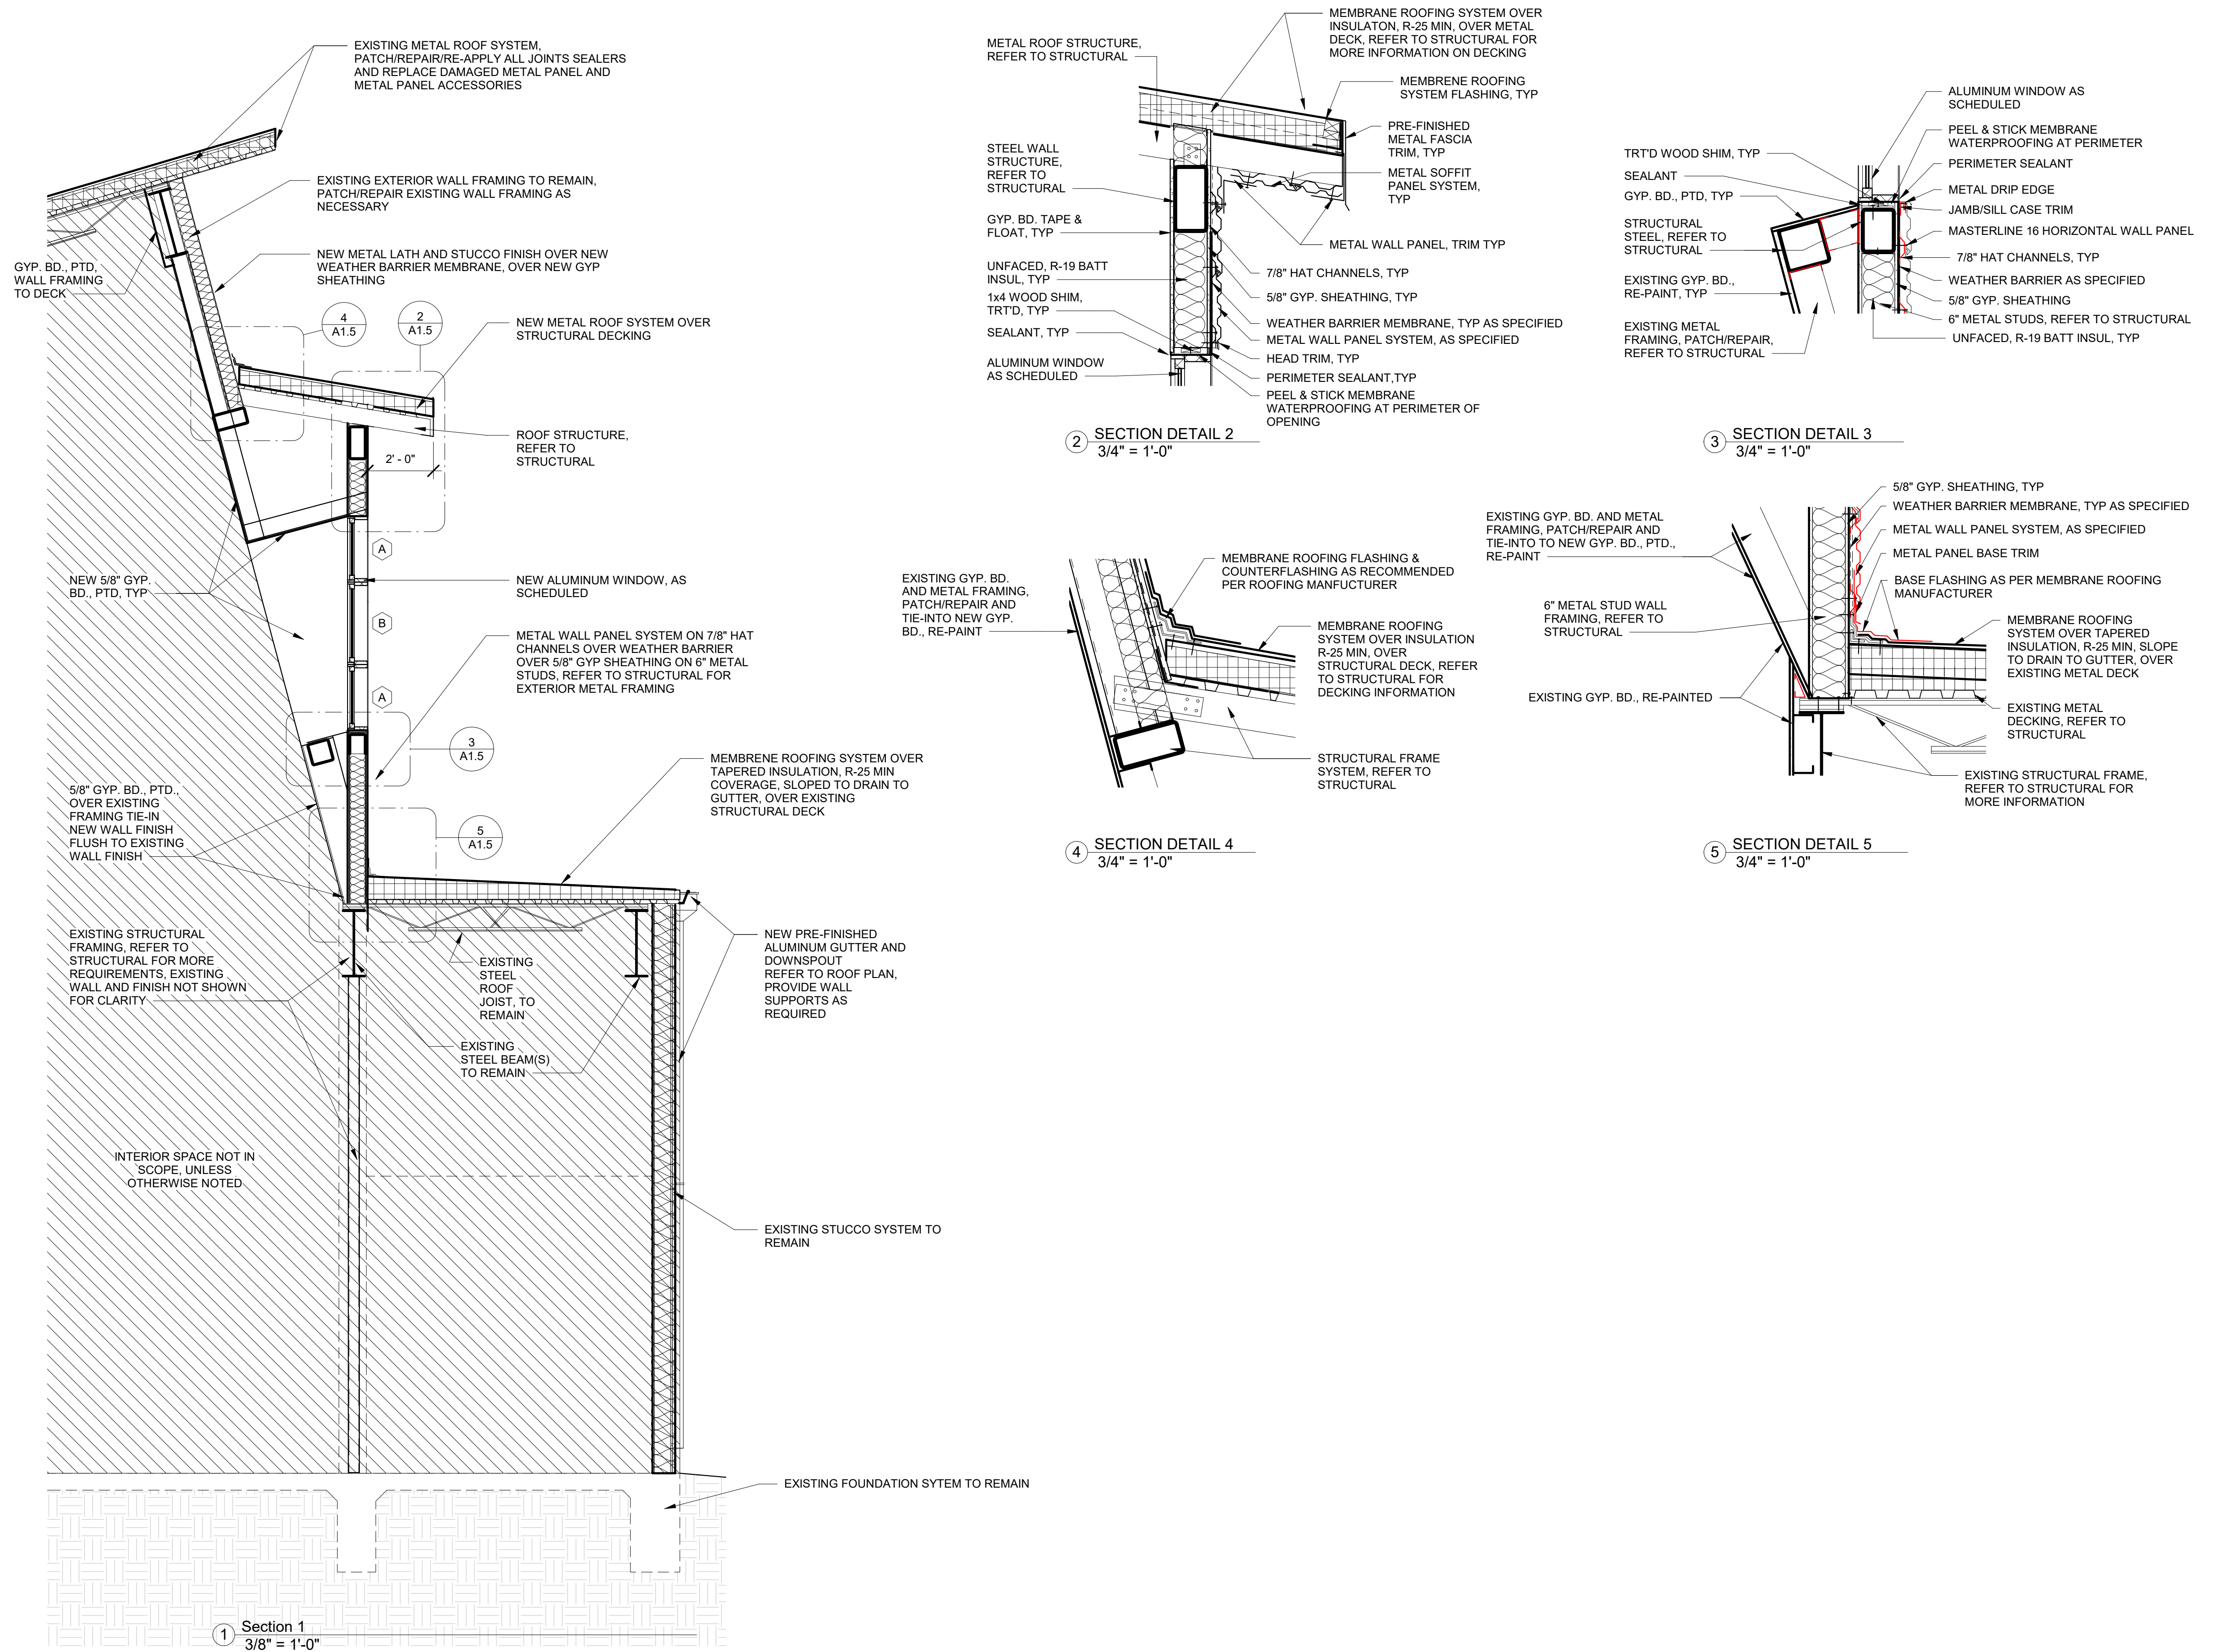 EXISTING METAL ROOF SYSTEM,
PATCH/REPAIR/RE-APPLY ALL JOINTS SEALERS
AND REPLACE DAMAGED METAL PANEL AND
METAL PANEL ACCESSORIES
EXISTING EXTERIOR WALL FRAMING TO REMAIN,
PATCH/REPAIR EXISTING WALL FRAMING AS
NECESSARY
NEW METAL LATH AND STUCCO FINISH OVER NEW
WEATHER BARRIER MEMBRANE, OVER NEW GYP
SHEATHING
GYP. BD., PTD,
WALL FRAMING
TO DECK
4
A1.5
2
A1.5
NEW METAL ROOF SYSTEM OVER
STRUCTURAL DECKING
ROOF STRUCTURE,
REFER TO
STRUCTURAL
2' - 0"
A
NEW 5/8" GYP.
BD., PTD, TYP
NEW ALUMINUM WINDOW, AS
SCHEDULED
B
METAL WALL PANEL SYSTEM ON 7/8" HAT
CHANNELS OVER WEATHER BARRIER
OVER 5/8" GYP SHEATHING ON 6" METAL
STUDS, REFER TO STRUCTURAL FOR
EXTERIOR METAL FRAMING
A
3
A1.5
MEMBRENE ROOFING SYSTEM OVER
TAPERED INSULATION, R-25 MIN
COVERAGE, SLOPED TO DRAIN TO
GUTTER, OVER EXISTING
STRUCTURAL DECK
5/8" GYP. BD., PTD.,
OVER EXISTING
FRAMING TIE-IN
NEW WALL FINISH
FLUSH TO EXISTING
WALL FINISH
5
A1.5
EXISTING STRUCTURAL
FRAMING, REFER TO
STRUCTURAL FOR MORE
REQUIREMENTS, EXISTING
WALL AND FINISH NOT SHOWN
FOR CLARITY
EXISTING
STEEL
ROOF
JOIST, TO
REMAIN
EXISTING
STEEL BEAM(S)
TO REMAIN
NEW PRE-FINISHED
ALUMINUM GUTTER AND
DOWNSPOUT
REFER TO ROOF PLAN,
PROVIDE WALL
SUPPORTS AS
REQUIRED
INTERIOR SPACE NOT IN
SCOPE, UNLESS
OTHERWISE NOTED
EXISTING STUCCO SYSTEM TO
REMAIN
EXISTING FOUNDATION SYTEM TO REMAIN
1
Section 1
3/8" = 1'-0"
METAL ROOF STRUCTURE,
REFER TO STRUCTURAL
STEEL WALL
STRUCTURE,
REFER TO
STRUCTURAL
GYP. BD. TAPE &
FLOAT, TYP
UNFACED, R-19 BATT
INSUL, TYP
1x4 WOOD SHIM,
TRT'D, TYP
SEALANT, TYP
ALUMINUM WINDOW
AS SCHEDULED
MEMBRANE ROOFING SYSTEM OVER
INSULATON, R-25 MIN, OVER METAL
DECK, REFER TO STRUCTURAL FOR
MORE INFORMATION ON DECKING
MEMBRENE ROOFING
SYSTEM FLASHING, TYP
PRE-FINISHED
METAL FASCIA
TRIM, TYP
METAL SOFFIT
PANEL SYSTEM,
TYP
METAL WALL PANEL, TRIM TYP
7/8" HAT CHANNELS, TYP
5/8" GYP. SHEATHING, TYP
WEATHER BARRIER MEMBRANE, TYP AS SPECIFIED
METAL WALL PANEL SYSTEM, AS SPECIFIED
HEAD TRIM, TYP
PERIMETER SEALANT,TYP
PEEL & STICK MEMBRANE
WATERPROOFING AT PERIMETER OF
OPENING
2
SECTION DETAIL 2
3/4" = 1'-0"
TRT'D WOOD SHIM, TYP
SEALANT
GYP. BD., PTD, TYP
STRUCTURAL
STEEL, REFER TO
STRUCTURAL
EXISTING GYP. BD.,
RE-PAINT, TYP
EXISTING METAL
FRAMING, PATCH/REPAIR,
REFER TO STRUCTURAL
ALUMINUM WINDOW AS
SCHEDULED
PEEL & STICK MEMBRANE
WATERPROOFING AT PERIMETER
PERIMETER SEALANT
METAL DRIP EDGE
JAMB/SILL CASE TRIM
MASTERLINE 16 HORIZONTAL WALL PANEL
7/8" HAT CHANNELS, TYP
WEATHER BARRIER AS SPECIFIED
5/8" GYP. SHEATHING
6" METAL STUDS, REFER TO STRUCTURAL
UNFACED, R-19 BATT INSUL, TYP
3
SECTION DETAIL 3
3/4" = 1'-0"
EXISTING GYP. BD.
AND METAL FRAMING,
PATCH/REPAIR AND
TIE-INTO NEW GYP.
BD., RE-PAINT
MEMBRANE ROOFING FLASHING &
COUNTERFLASHING AS RECOMMENDED
PER ROOFING MANFUCTURER
MEMBRANE ROOFING
SYSTEM OVER INSULATION
R-25 MIN, OVER
STRUCTURAL DECK, REFER
TO STRUCTURAL FOR
DECKING INFORMATION
STRUCTURAL FRAME
SYSTEM, REFER TO
STRUCTURAL
4
SECTION DETAIL 4
3/4" = 1'-0"
EXISTING GYP. BD. AND METAL
FRAMING, PATCH/REPAIR AND
TIE-INTO TO NEW GYP. BD., PTD.,
RE-PAINT
6" METAL STUD WALL
FRAMING, REFER TO
STRUCTURAL
EXISTING GYP. BD., RE-PAINTED
5/8" GYP. SHEATHING, TYP
WEATHER BARRIER MEMBRANE, TYP AS SPECIFIED
METAL WALL PANEL SYSTEM, AS SPECIFIED
METAL PANEL BASE TRIM
BASE FLASHING AS PER MEMBRANE ROOFING
MANUFACTURER
MEMBRANE ROOFING
SYSTEM OVER TAPERED
INSULATION, R-25 MIN, SLOPE
TO DRAIN TO GUTTER, OVER
EXISTING METAL DECK
EXISTING METAL
DECKING, REFER TO
STRUCTURAL
EXISTING STRUCTURAL FRAME,
REFER TO STRUCTURAL FOR
MORE INFORMATION
5
SECTION DETAIL 5
3/4" = 1'-0"